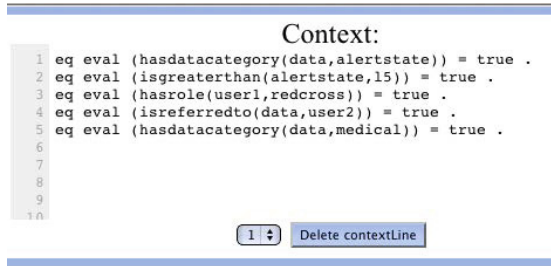 Context:
1 eq eval (hasdatacategory(data,alertstate)) = true .
2 eq eval (isgreaterthan(alertstate,l5)) = true .
3 eq eval (hasrole(user1,redcross)) = true .
4 eq eval (isreferredto(data,user2)) = true .
5 eq eval (hasdatacategory(data,medical)) = true .
6
7
8
9
10
1 Delete contextLine